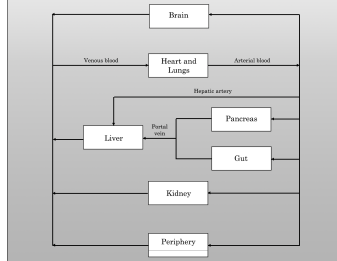 Brain
Venous blood
Heart and
Lungs
Arterial blood
Hepatic artery
Pancreas
Portal
vein
Liver
Gut
Kidney
Periphery